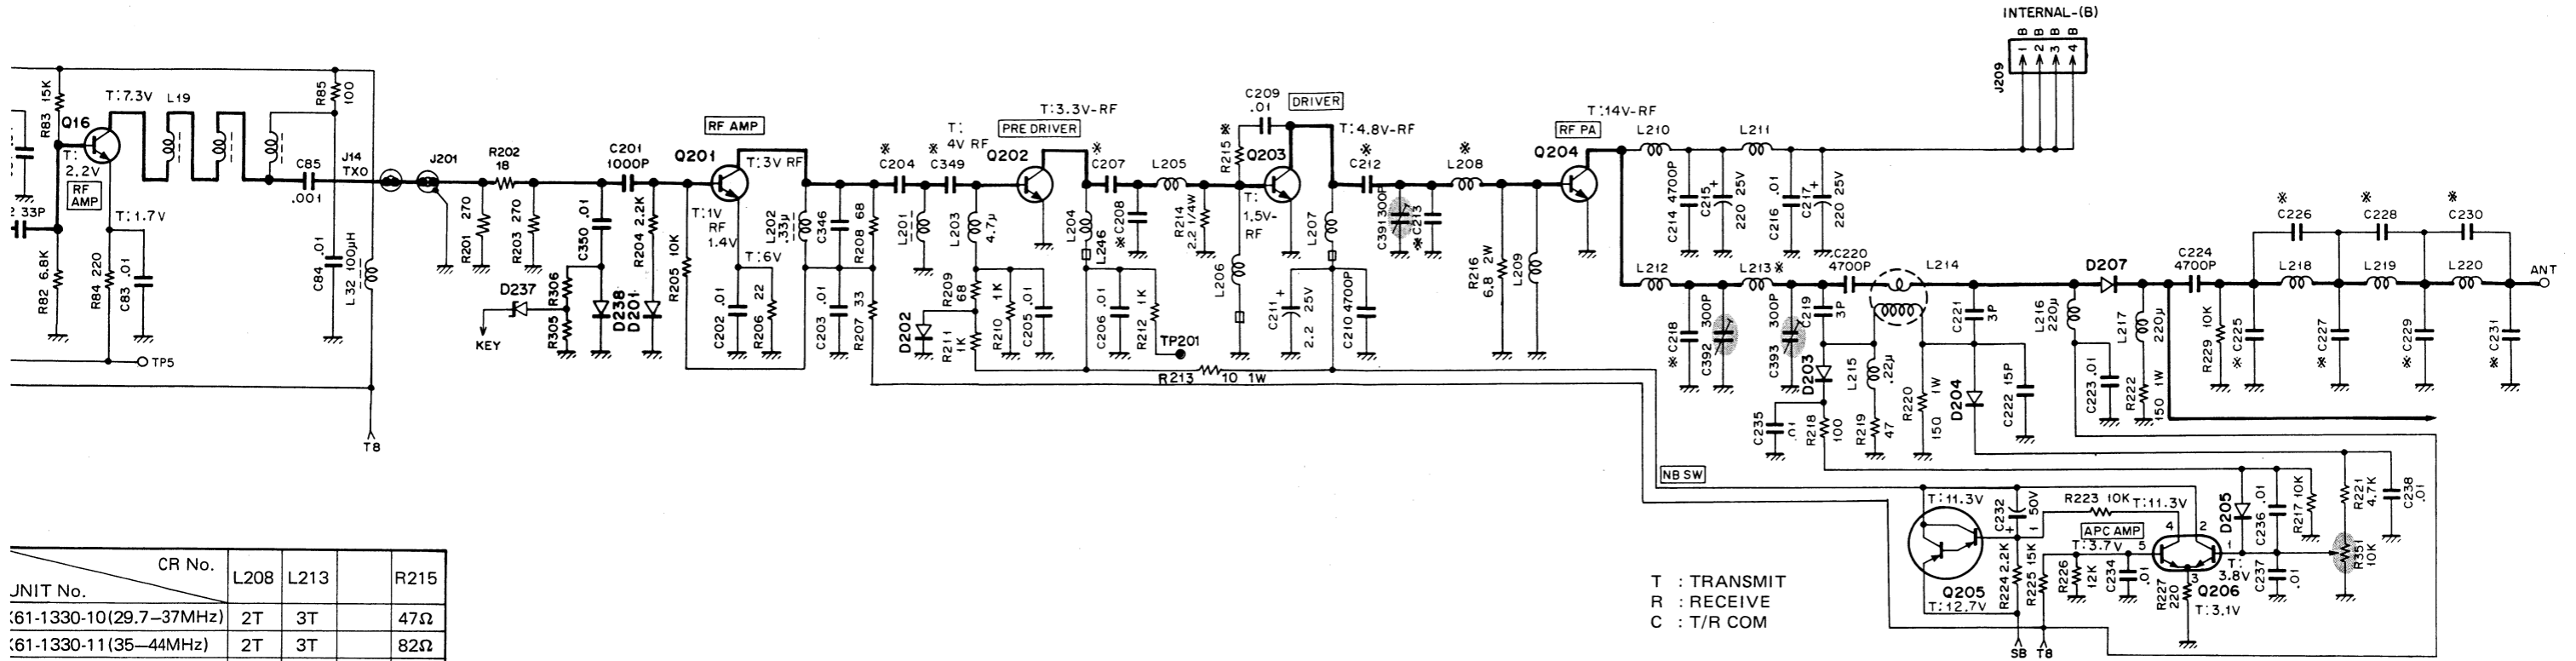 INTERNAL-(B)
B B B B
1 2 3 4
J209
R83 15K
Q16
T:7.3V
L19
R85
100
T:
2.2V
RF
AMP
T:1.7V
33P
R82 6.8K
R84 220
C83 .01
TP5
C85
.001
C84 .01
L32 100μH
J14
TXO
T8
J201
R202
18
R201 270
R203 270
C350 .01
C201
1000P
R204 2.2K
R306
D237
R305
KEY
D238
D201
R205 10K
RF AMP
Q201
T:3V RF
T:1V
RF
1.4V
T:6V
C202 .01
R206 22
L202
.33μ
C346
R208 68
C203 .01
R207 33
※
C204
※
C349
L201
T:
4V RF
L203
4.7μ
R209
68
D202
R211
1K
R210 1K
C205 .01
PRE DRIVER
Q202
T:3.3V-RF
※
C207
L204
L246
※ C208
L205
C206 .01
R212 1K
TP201
R213 10 1W
R214
2.2 1/4W
R215 ※
C209
.01
DRIVER
Q203
T:
1.5V-
RF
L206
T:4.8V-RF
L207
C211 +
2.2 25V
C210 4700P
※
C212
C391 300P
※ C213
※
L208
R216
6.8 2W
L209
T:14V-RF
RF PA
Q204
L210
L211
C214 4700P
C215 +
220 25V
C216 .01
C217 +
220 25V
L212
L213※
※ C218
C392 300P
C393 300P
C219
3P
C220
4700P
L214
D203
L215
.22μ
C235
.01
R218
100
R219
47
R220
150 1W
C221
3P
D204
C222 15P
L216
220μ
D207
L217
220μ
C223 .01
R222
150 1W
C224
4700P
R229 10K
※ C225
※
C226
※
C228
※
C230
L218
L219
L220
ANT
※ C227
※ C229
※ C231
NB SW
T:11.3V
Q205
T:12.7V
C232
+
1 50V
R224 2.2K
R225 15K
R223 10K
T:11.3V
APC AMP
T:3.7V
4 2
5 1
3
R226
12K
C234
.01
R227
220
T:
3.8V
Q206
T:3.1V
D205
C236 .01
C237
.01
R217 10K
R221
4.7K
C238
.01
R351
10K
SB T8
T : TRANSMIT
R : RECEIVE
C : T/R COM
CR No.
UNIT No.
L208 L213 R215
X61-1330-10(29.7–37MHz) 2T 3T 47Ω
X61-1330-11(35–44MHz) 2T 3T 82Ω